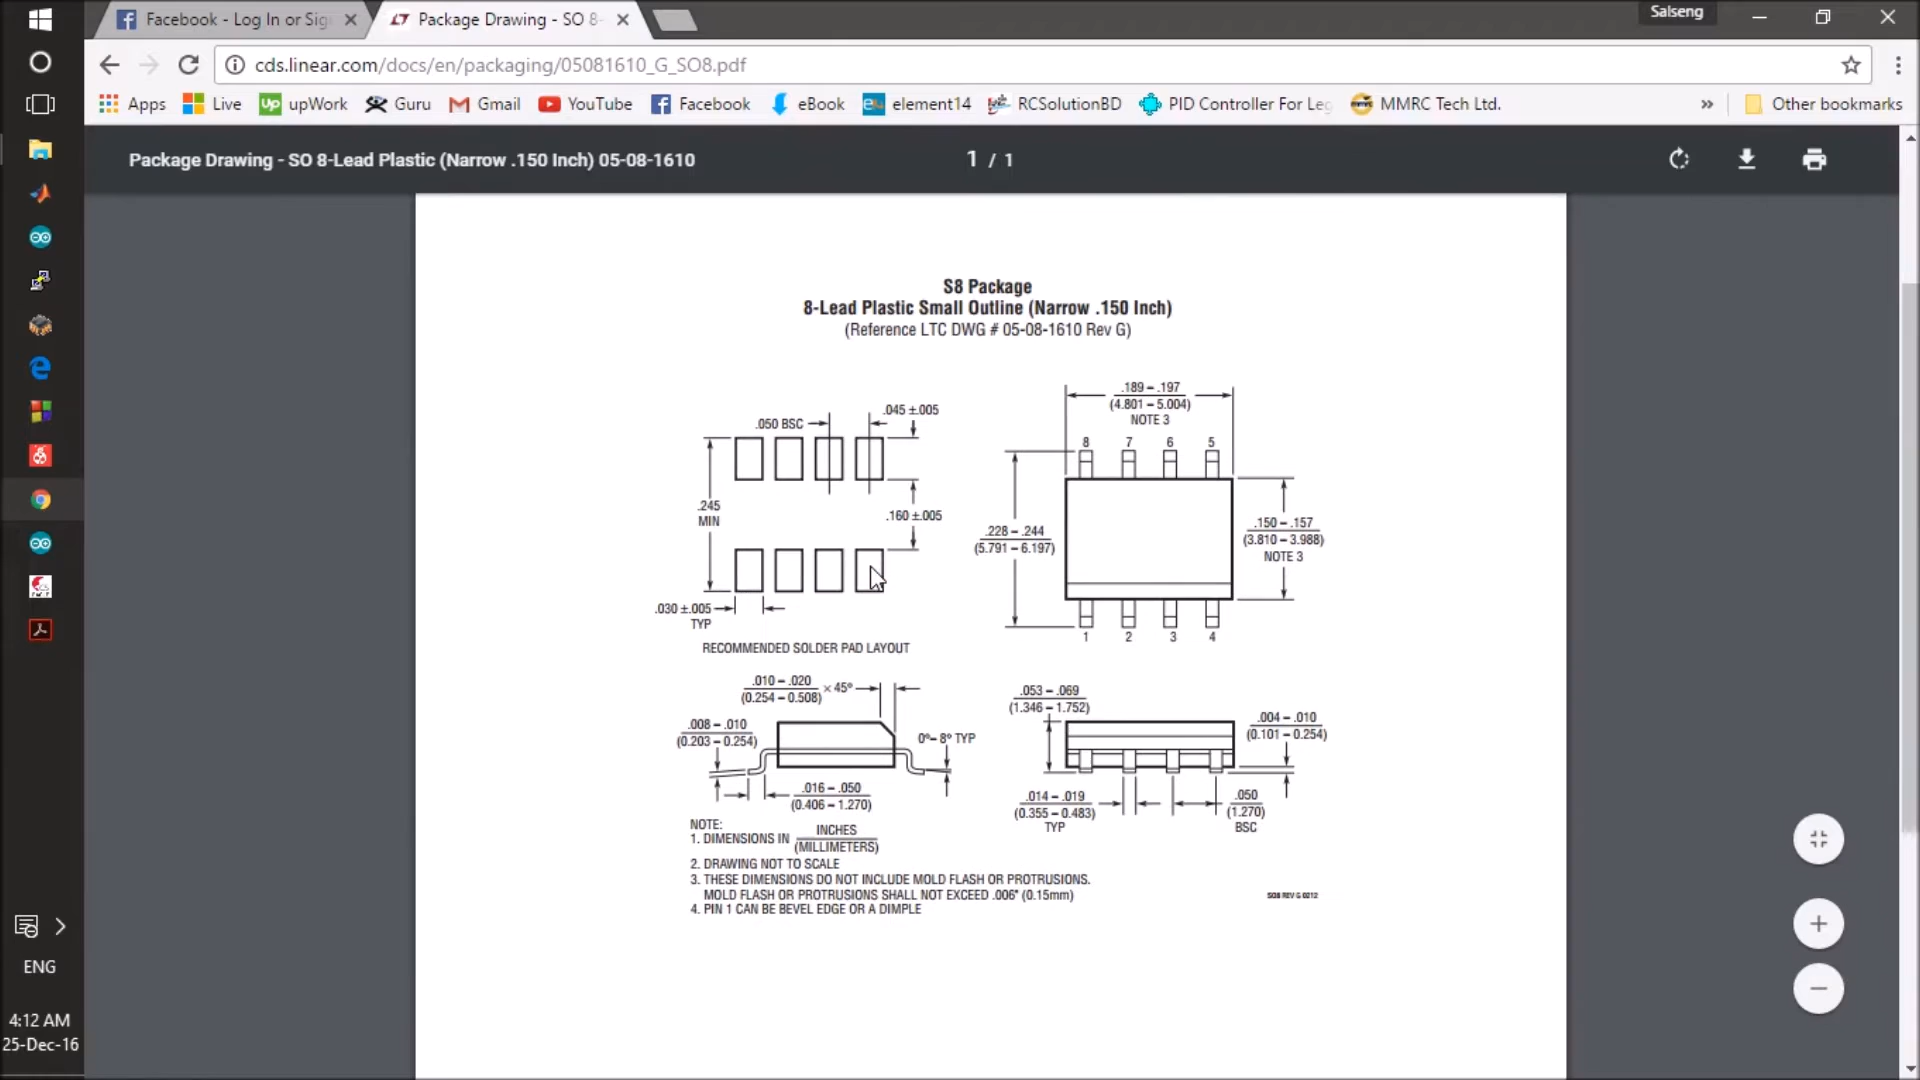 Facebook - Log In or Sig
Package Drawing - SO 8-
Salseng
cds.linear.com/docs/en/packaging/05081610_G_SO8.pdf
Apps
Live
Up upWork
Guru
Gmail
YouTube
Facebook
eBook
element14
RCSolutionBD
PID Controller For Leg
MMRC Tech Ltd.
»
Other bookmarks
Package Drawing - SO 8-Lead Plastic (Narrow .150 Inch) 05-08-1610
1 / 1
S8 Package
8-Lead Plastic Small Outline (Narrow .150 Inch)
(Reference LTC DWG # 05-08-1610 Rev G)
.050 BSC
.045 ±.005
.245
MIN
.160 ±.005
.030 ±.005
TYP
RECOMMENDED SOLDER PAD LAYOUT
.189 – .197
(4.801 – 5.004)
NOTE 3
8 7 6 5
.228 – .244
(5.791 – 6.197)
.150 – .157
(3.810 – 3.988)
NOTE 3
1 2 3 4
.010 – .020
(0.254 – 0.508)
× 45°
.008 – .010
(0.203 – 0.254)
0°– 8° TYP
.016 – .050
(0.406 – 1.270)
.053 – .069
(1.346 – 1.752)
.004 – .010
(0.101 – 0.254)
.014 – .019
(0.355 – 0.483)
TYP
.050
(1.270)
BSC
NOTE:
1. DIMENSIONS IN INCHES
(MILLIMETERS)
2. DRAWING NOT TO SCALE
3. THESE DIMENSIONS DO NOT INCLUDE MOLD FLASH OR PROTRUSIONS.
MOLD FLASH OR PROTRUSIONS SHALL NOT EXCEED .006" (0.15mm)
4. PIN 1 CAN BE BEVEL EDGE OR A DIMPLE
SO8 REV G 0212
ENG
4:12 AM
25-Dec-16